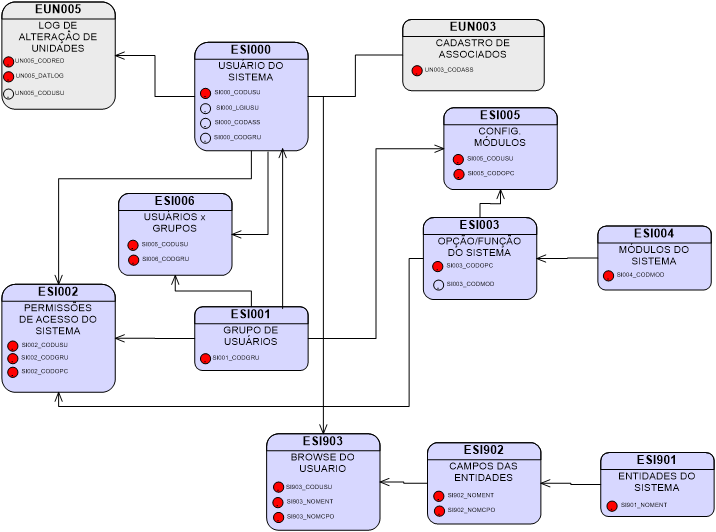 EUN005
LOG DE
ALTERAÇÃO DE
UNIDADES
UN005_CODRED
UN005_DATLOG
UN005_CODUSU
ESI000
USUÁRIO DO
SISTEMA
SI000_CODUSU
SI000_LGIUSU
SI000_CODASS
SI000_CODGRU
EUN003
CADASTRO DE
ASSOCIADOS
UN003_CODASS
ESI005
CONFIG.
MÓDULOS
SI005_CODUSU
SI005_CODOPC
ESI006
USUÁRIOS x
GRUPOS
SI006_CODUSU
SI006_CODGRU
ESI003
OPÇÃO/FUNÇÃO
DO SISTEMA
SI003_CODOPC
SI003_CODMOD
ESI004
MÓDULOS DO
SISTEMA
SI004_CODMOD
ESI002
PERMISSÕES
DE ACESSO DO
SISTEMA
SI002_CODUSU
SI002_CODGRU
SI002_CODOPC
ESI001
GRUPO DE
USUÁRIOS
SI001_CODGRU
ESI903
BROWSE DO
USUARIO
SI903_CODUSU
SI903_NOMENT
SI903_NOMCPO
ESI902
CAMPOS DAS
ENTIDADES
SI902_NOMENT
SI902_NOMCPO
ESI901
ENTIDADES DO
SISTEMA
SI901_NOMENT